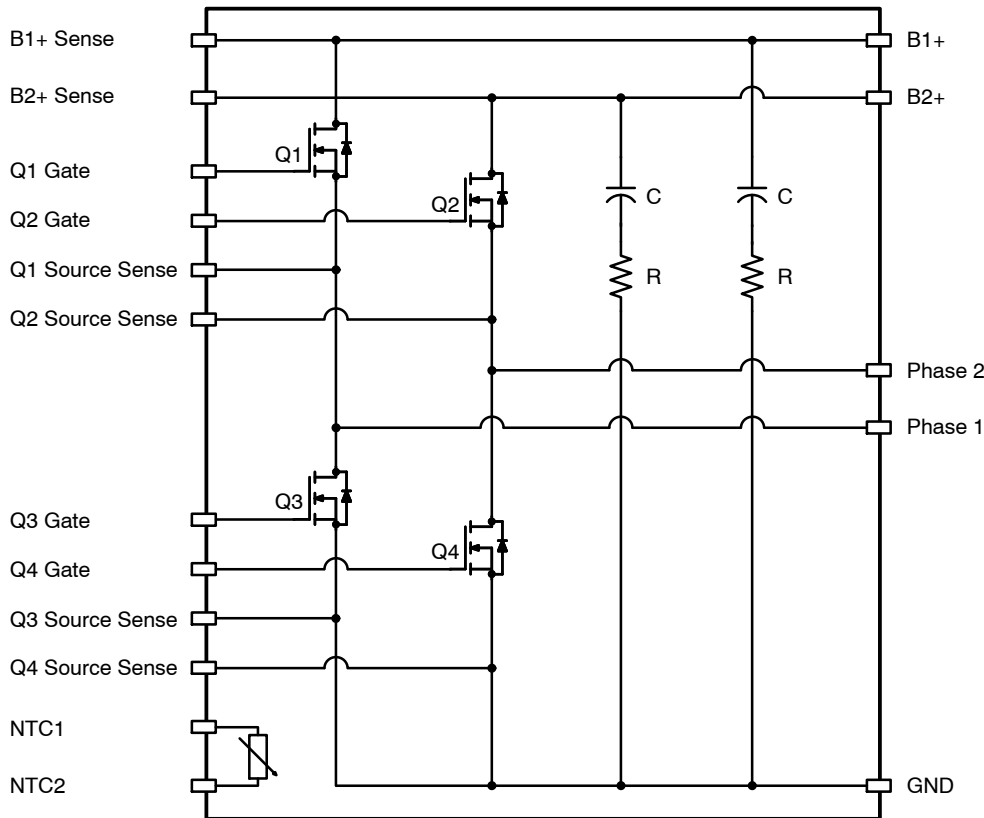 B1+ Sense
B1+
B2+ Sense
B2+
Q1
Q1 Gate
Q2
C
C
Q2 Gate
Q1 Source Sense
R
R
Q2 Source Sense
Phase 2
Phase 1
Q3
Q3 Gate
Q4
Q4 Gate
Q3 Source Sense
Q4 Source Sense
NTC1
NTC2
GND